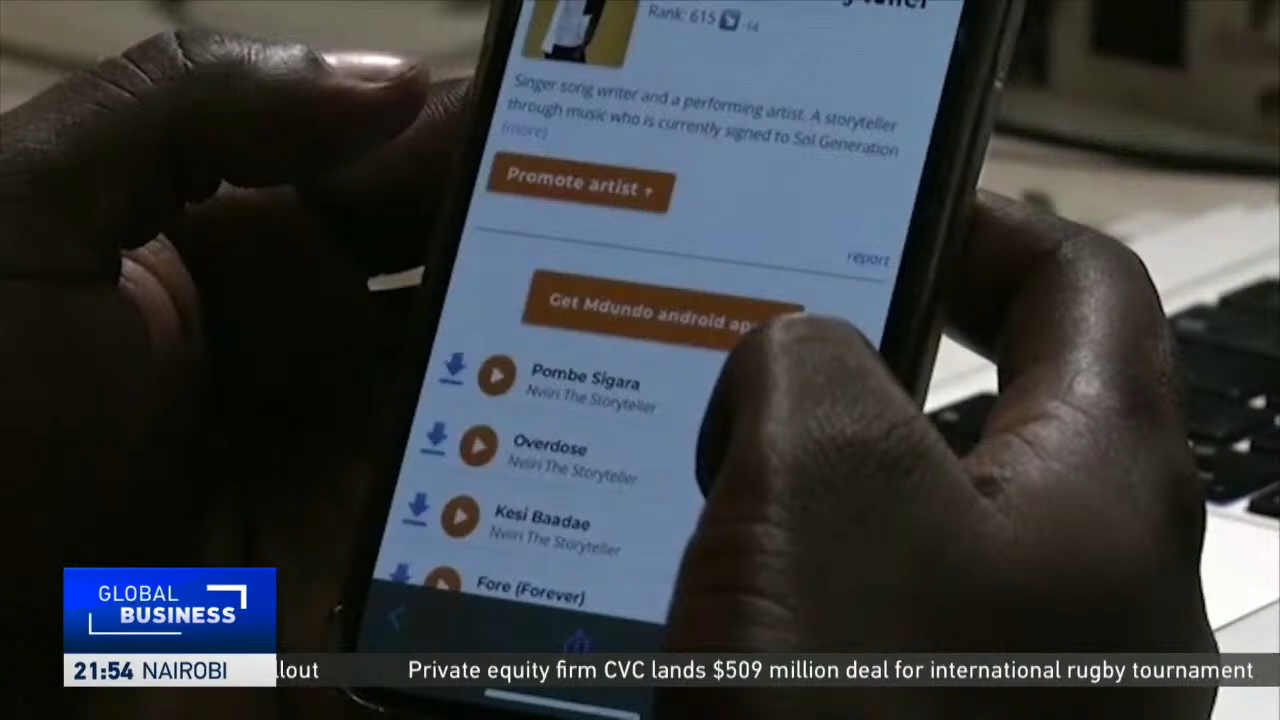 Rank: 615 -14
Singer song writer and a performing artist. A storyteller
through music who is currently signed to Sol Generation
(more)
Promote artist ↑
report
Get Mdundo android
Pombe Sigara
Nviiri The Storyteller
Overdose
Nviiri The Storyteller
Kesi Baadae
Nviiri The Storyteller
Fore (Forever)
GLOBAL
BUSINESS
21:54 NAIROBI
llout Private equity firm CVC lands $509 million deal for international rugby tournament